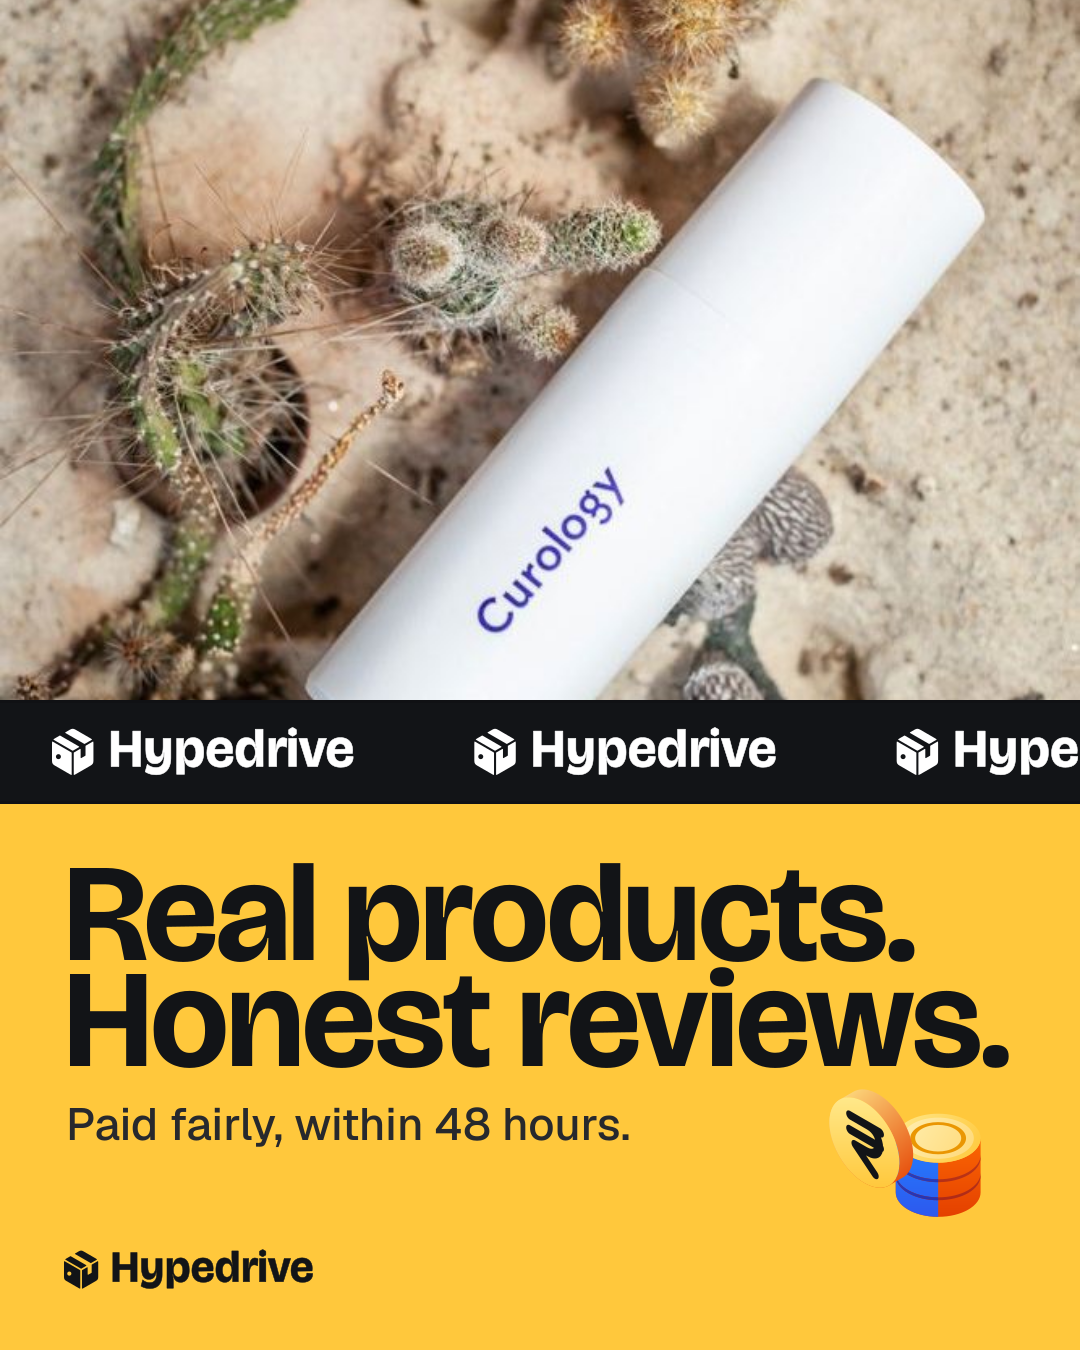 Curology
Hypedrive Hypedrive Hype
Real products.
Honest reviews.
Paid fairly, within 48 hours.
Hypedrive